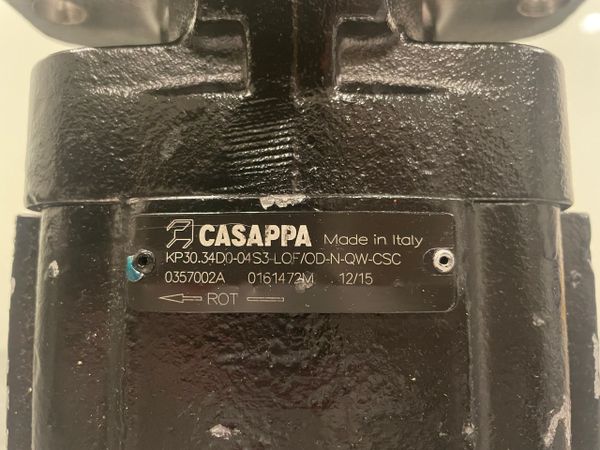 CASAPPA Made in Italy
KP30.34D0-04S3-LOF/OD-N-QW-CSC
0357002A 0161472M 12/15
ROT